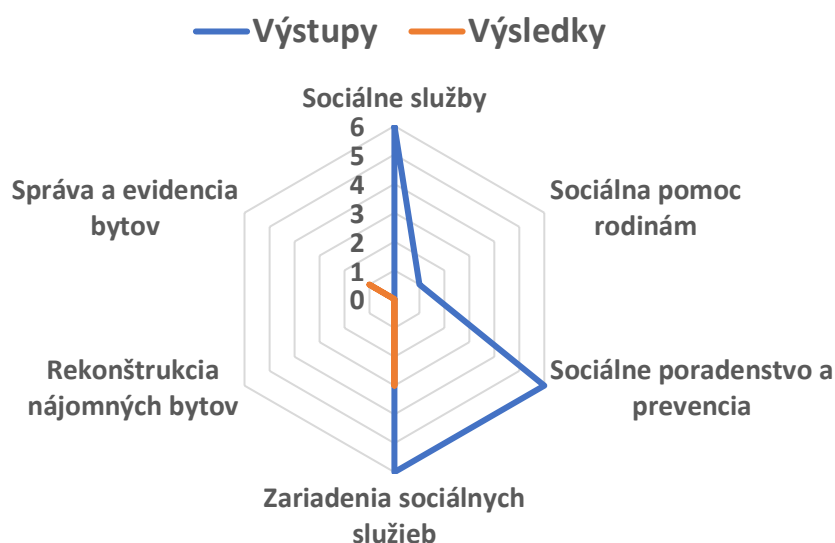 Výstupy Výsledky
Sociálne služby
6
5
4
3
2
1
0
Sociálna pomoc
rodinám
Sociálne poradenstvo a
prevencia
Zariadenia sociálnych
služieb
Rekonštrukcia
nájomných bytov
Správa a evidencia
bytov